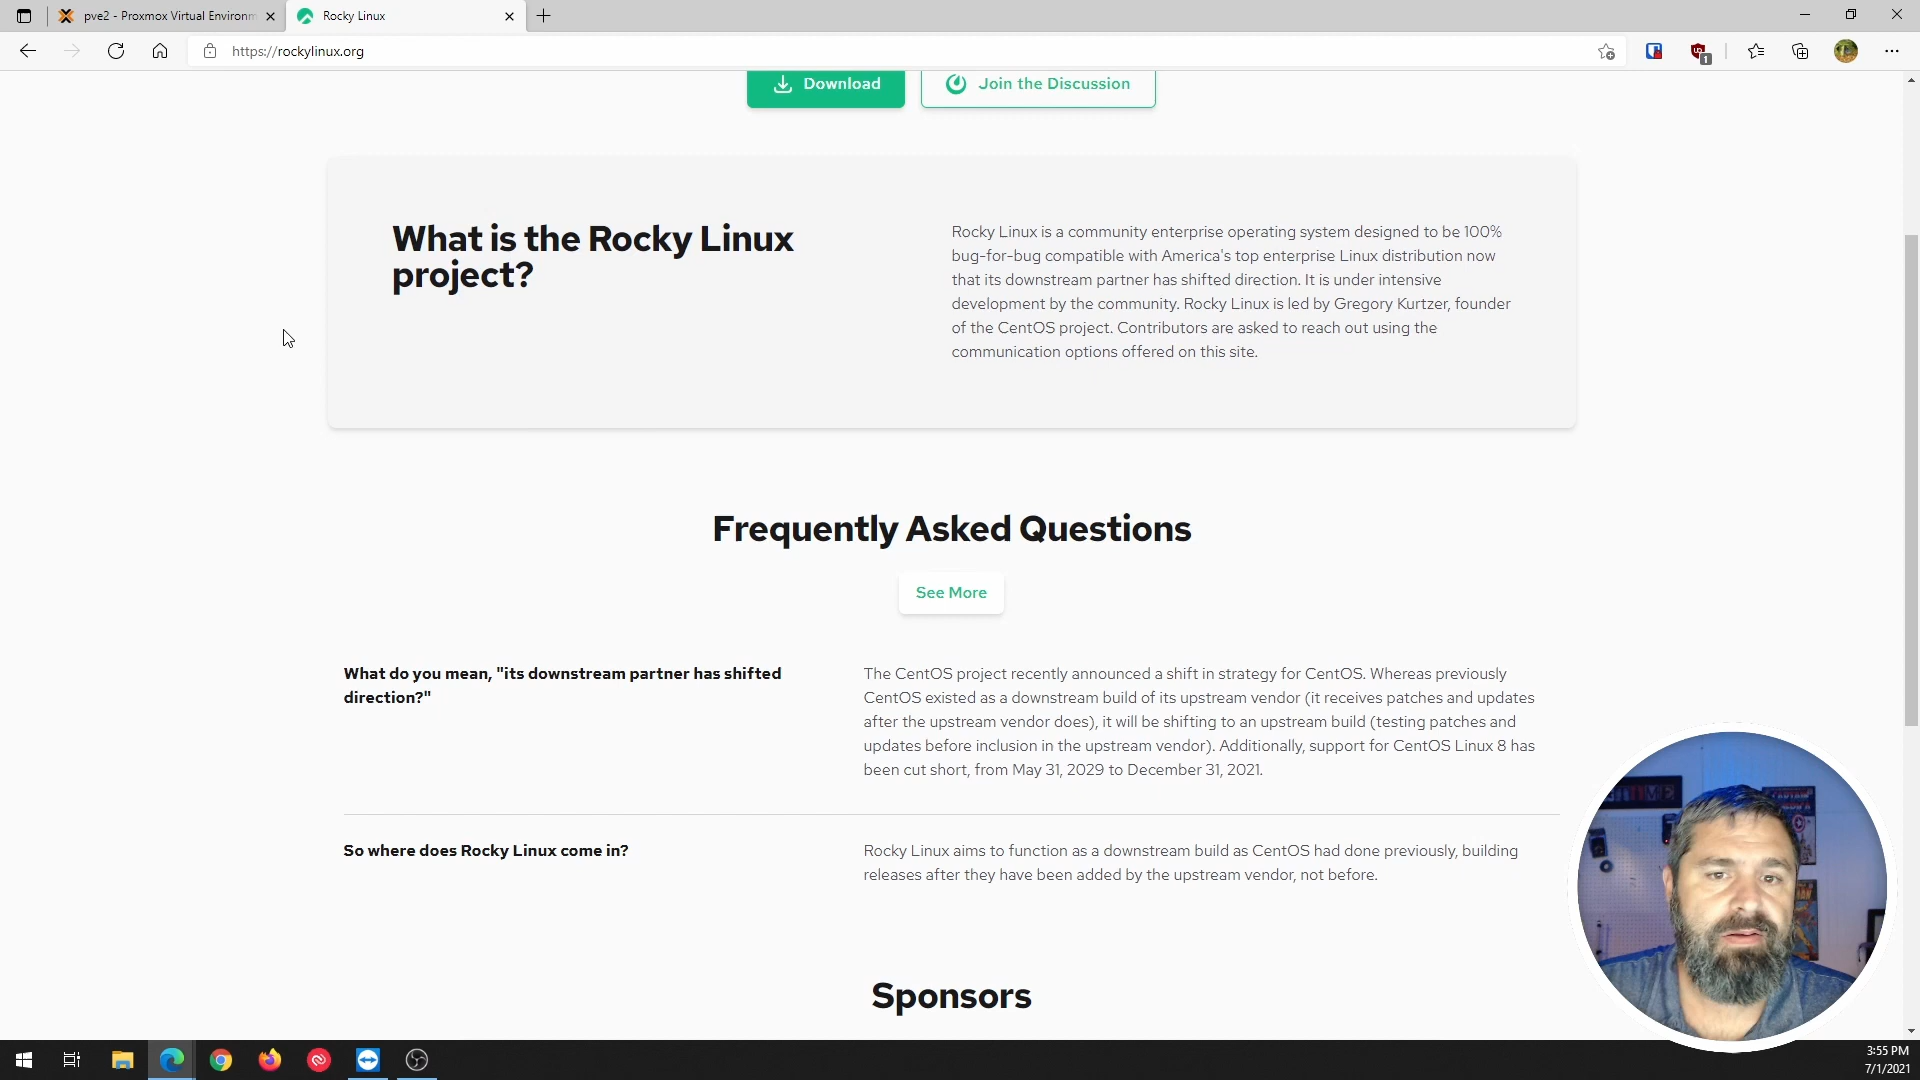 pve2 - Proxmox Virtual Environm
Rocky Linux
https://rockylinux.org
1
Download
Join the Discussion
What is the Rocky Linux
project?
Rocky Linux is a community enterprise operating system designed to be 100%
bug-for-bug compatible with America's top enterprise Linux distribution now
that its downstream partner has shifted direction. It is under intensive
development by the community. Rocky Linux is led by Gregory Kurtzer, founder
of the CentOS project. Contributors are asked to reach out using the
communication options offered on this site.
Frequently Asked Questions
See More
What do you mean, "its downstream partner has shifted
direction?"
The CentOS project recently announced a shift in strategy for CentOS. Whereas previously
CentOS existed as a downstream build of its upstream vendor (it receives patches and updates
after the upstream vendor does), it will be shifting to an upstream build (testing patches and
updates before inclusion in the upstream vendor). Additionally, support for CentOS Linux 8 has
been cut short, from May 31, 2029 to December 31, 2021.
So where does Rocky Linux come in?
Rocky Linux aims to function as a downstream build as CentOS had done previously, building
releases after they have been added by the upstream vendor, not before.
Sponsors
3:55 PM
7/1/2021